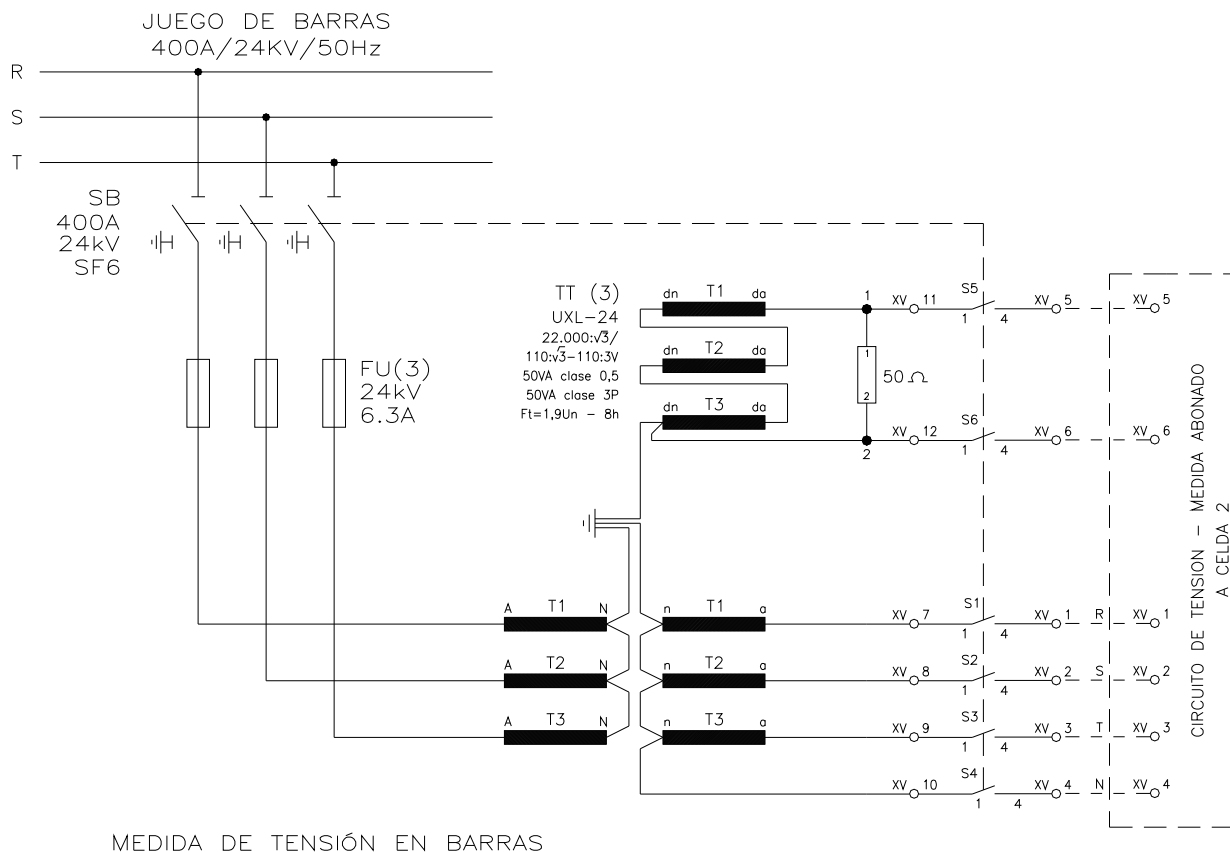 JUEGO DE BARRAS
400A/24KV/50Hz
R
S
T
SB
400A
24kV
SF6
FU(3)
24kV
6.3A
TT (3)
UXL-24
22.000:√3/
110:√3-110:3V
50VA clase 0,5
50VA clase 3P
Ft=1,9Un - 8h
dn T1 da
dn T2 da
dn T3 da
1
1
50 Ω
2
2
XV 11 S5 1 4 XV 5 XV 5
XV 12 S6 1 4 XV 6 XV 6
A T1 N n T1 a XV 7 S1 1 4 XV 1 R XV 1
A T2 N n T2 a XV 8 S2 1 4 XV 2 S XV 2
A T3 N n T3 a XV 9 S3 1 4 XV 3 T XV 3
XV 10 S4 1 4 XV 4 N XV 4
CIRCUITO DE TENSION - MEDIDA ABONADO
A CELDA 2
MEDIDA DE TENSIÓN EN BARRAS